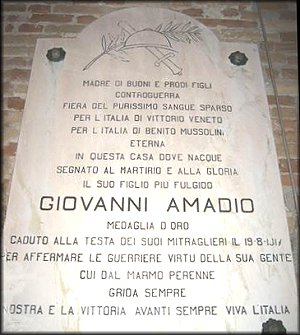 MADRE DI BUONI E PRODI FIGLI
CONTROGUERRA
FIERA DEL PURISSIMO SANGUE SPARSO
PER L'ITALIA DI VITTORIO VENETO
PER L'ITALIA DI BENITO MUSSOLINI
ETERNA
IN QUESTA CASA DOVE NACQUE
SEGNATO AL MARTIRIO E ALLA GLORIA
IL SUO FIGLIO PIU FULGIDO
GIOVANNI AMADIO
MEDAGLIA D ORO
CADUTO ALLA TESTA DEI SUOI MITRAGLIERI IL
PER AFFERMARE LE GUERRIERE VIRTU DELLA SUA GENTE
CUI DAL MARMO PERENNE
GRIDA SEMPRE
NOSTRA E LA VITTORIA AVANTI SEMPRE VIVA L'ITALIA